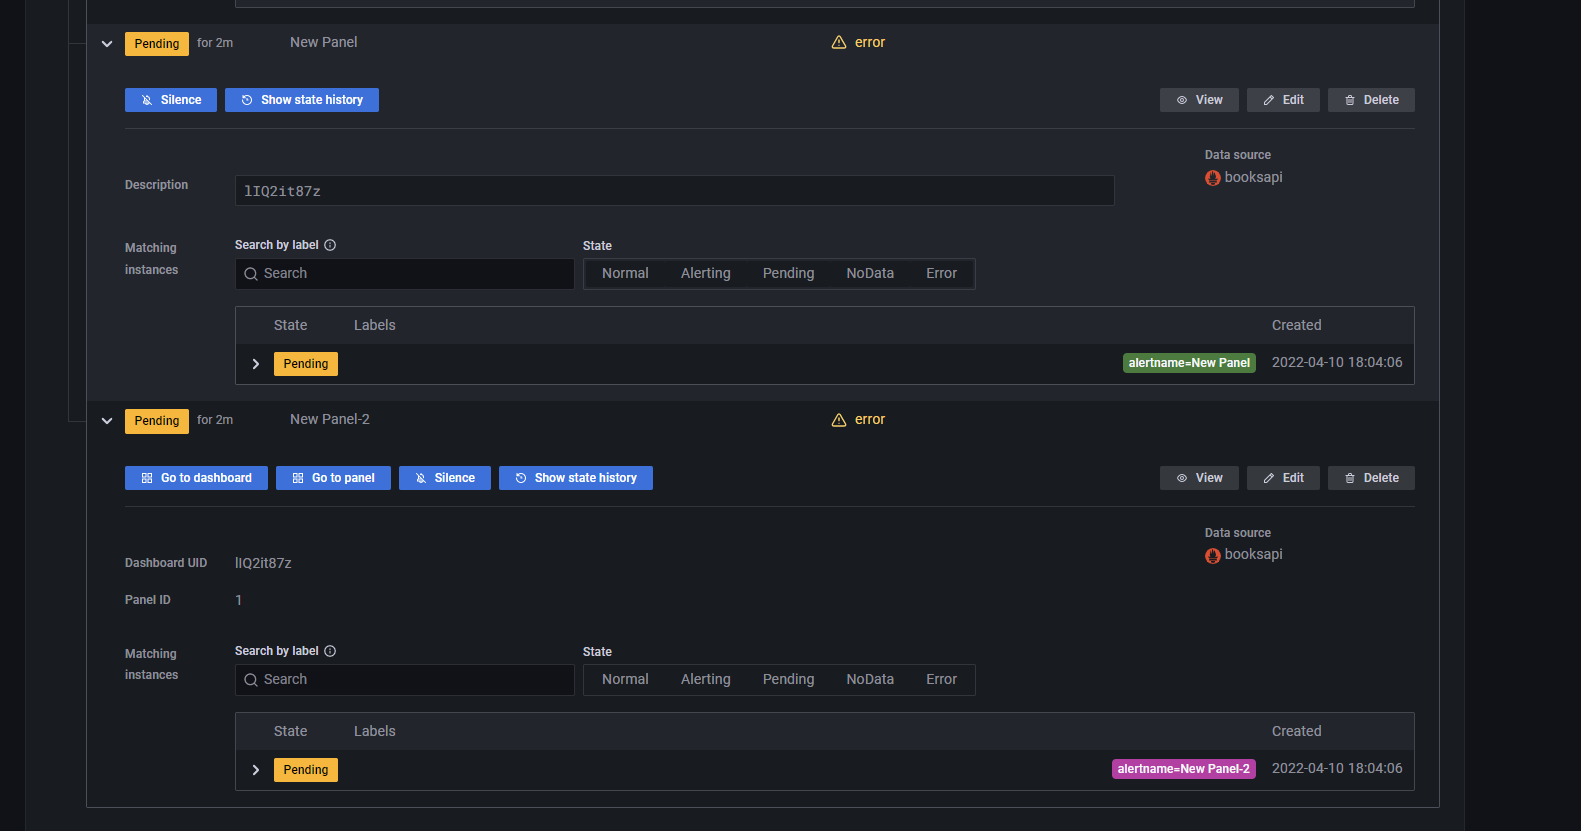 Pending for 2m New Panel error
Silence Show state history View Edit Delete
Data source
booksapi
Description lIQ2it87z
Matching instances
Search by label State
Search Normal Alerting Pending NoData Error
State Labels Created
Pending alertname=New Panel 2022-04-10 18:04:06
Pending for 2m New Panel-2 error
Go to dashboard Go to panel Silence Show state history View Edit Delete
Data source
booksapi
Dashboard UID lIQ2it87z
Panel ID 1
Matching instances
Search by label State
Search Normal Alerting Pending NoData Error
State Labels Created
Pending alertname=New Panel-2 2022-04-10 18:04:06